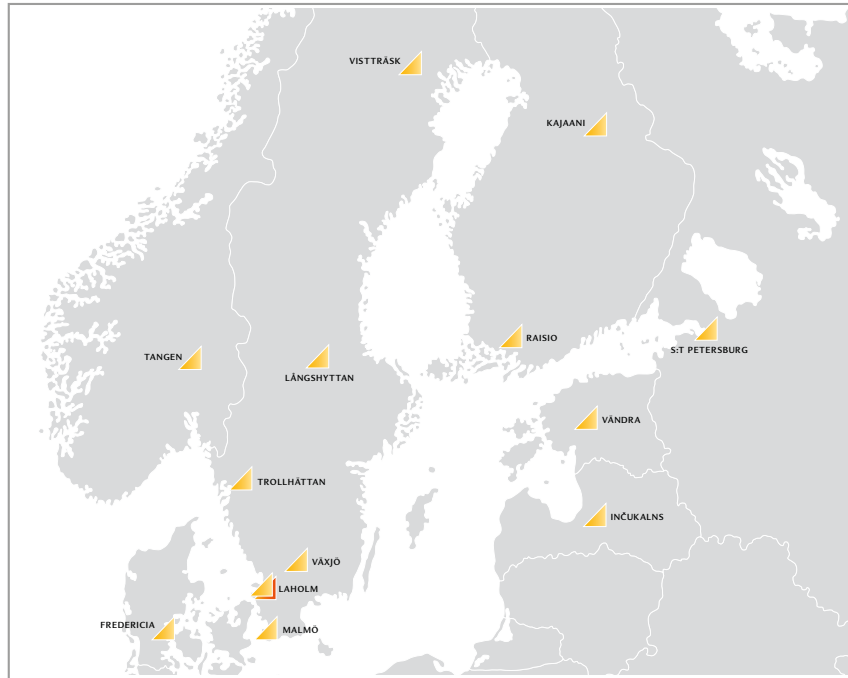 VISTTRÄSK
KAJAANI
RAISIO
S:T PETERSBURG
TANGEN
LÅNGSHYTTAN
VÄNDRA
TROLLHÄTTAN
INČUKALNS
VÄXJÖ
LAHOLM
FREDERICIA
MALMÖ